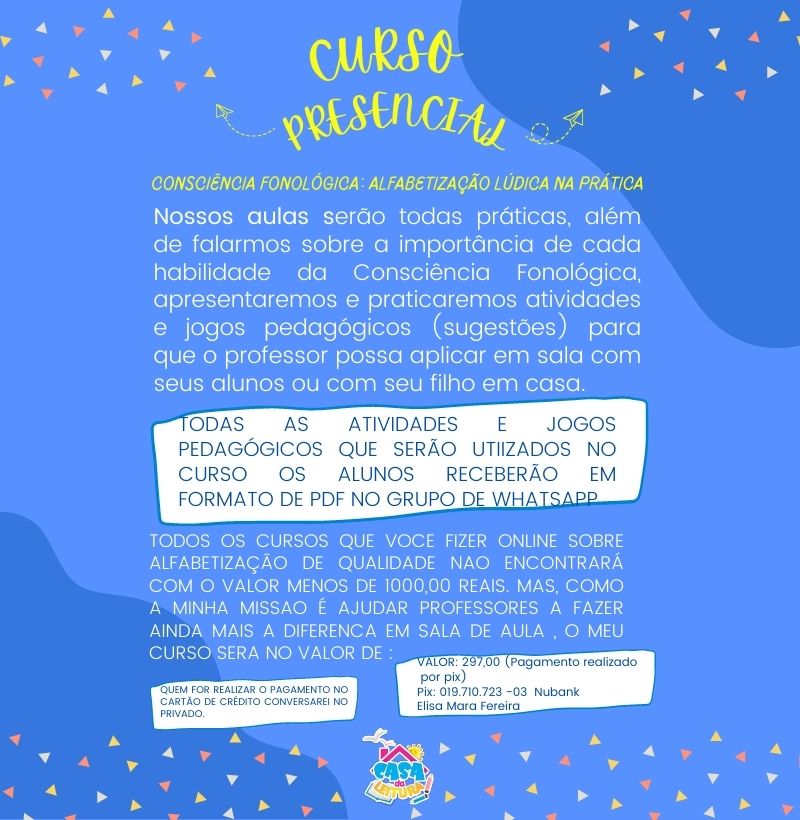 CURSO
PRESENCIAL
CONSCIÊNCIA FONOLÓGICA: ALFABETIZAÇÃO LÚDICA NA PRÁTICA
Nossos aulas serão todas práticas, além
de falarmos sobre a importância de cada
habilidade da Consciência Fonológica,
apresentaremos e praticaremos atividades
e jogos pedagógicos (sugestões) para
que o professor possa aplicar em sala com
seus alunos ou com seu filho em casa.
TODAS AS ATIVIDADES E JOGOS
PEDAGÓGICOS QUE SERÃO UTIIZADOS NO
CURSO OS ALUNOS RECEBERÃO EM
FORMATO DE PDF NO GRUPO DE WHATSAPP
TODOS OS CURSOS QUE VOCE FIZER ONLINE SOBRE
ALFABETIZAÇÃO DE QUALIDADE NAO ENCONTRARÁ
COM O VALOR MENOS DE 1000,00 REAIS. MAS, COMO
A MINHA MISSAO É AJUDAR PROFESSORES A FAZER
AINDA MAIS A DIFERENCA EM SALA DE AULA , O MEU
CURSO SERA NO VALOR DE :
VALOR: 297,00 (Pagamento realizado
por pix)
Pix: 019.710.723 -03 Nubank
Elisa Mara Fereira
QUEM FOR REALIZAR O PAGAMENTO NO
CARTÃO DE CRÉDITO CONVERSAREI NO
PRIVADO.
CASA
da
LEITURA